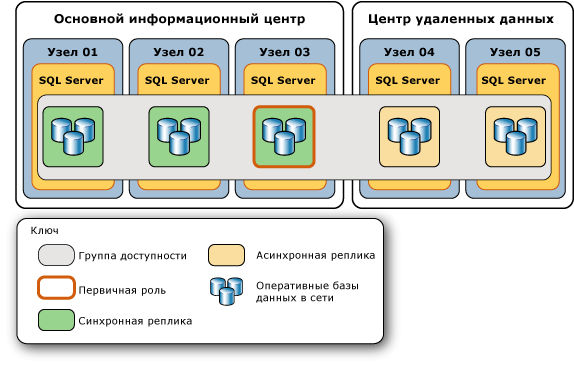 Основной информационный центр
Центр удаленных данных
Узел 01
Узел 02
Узел 03
Узел 04
Узел 05
SQL Server
SQL Server
SQL Server
SQL Server
SQL Server
Ключ
Группа доступности
Первичная роль
Синхронная реплика
Асинхронная реплика
Оперативные базы
данных в сети